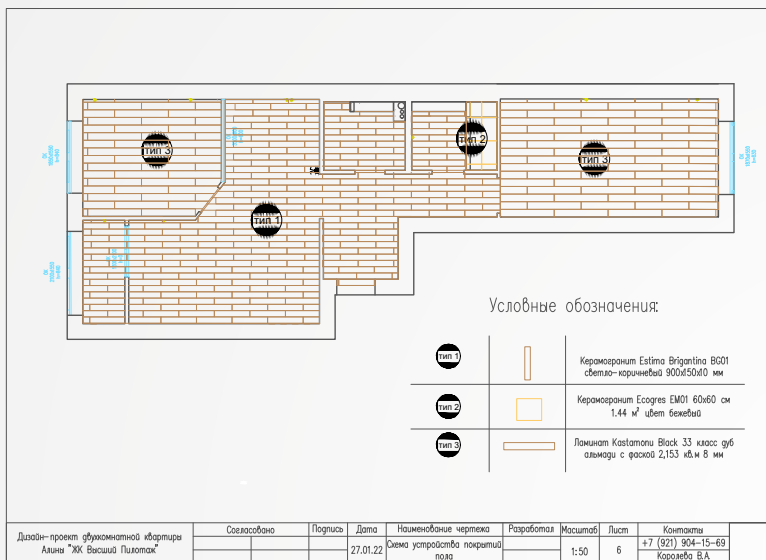 тип 3
тип 2
тип 3
тип 1
Условные обозначения:
тип 1
Керамогранит Estima Brigantina BG01
светло-коричневый 900x150x10 мм
тип 2
Керамогранит Ecogres EM01 60x60 см
1.44 м² цвет бежевый
тип 3
Ламинат Kastamonu Black 33 класс дуб
альмади с фаской 2,153 кв.м 8 мм
Дизайн-проект двухкомнатной квартиры
Алины "ЖК Высший Пилотаж"
Согласовано
Подпись
Дата
27.01.22
Наименование чертежа
Схема устройства покрытий
пола
Разработал
Масштаб
1:50
Лист
6
Контакты
+7 (921) 904-15-69
Королева В.А.